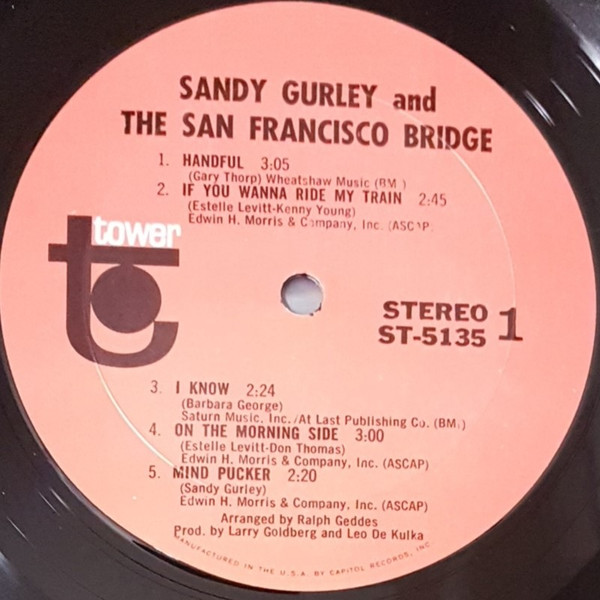 SANDY GURLEY and
THE SAN FRANCISCO BRIDGE
1. HANDFUL 3:05
(Gary Thorp) Wheatshaw Music (BM )
2. IF YOU WANNA RIDE MY TRAIN 2:45
(Estelle Levitt-Kenny Young)
Edwin H. Morris & Company, Inc. (ASCAP
tower
t
STEREO
ST-5135
1
3. I KNOW 2:24
(Barbara George)
Saturn Music, Inc./At Last Publishing Co. (BM.)
4. ON THE MORNING SIDE 3:00
(Estelle Levitt-Don Thomas)
Edwin H. Morris & Company, Inc. (ASCAP)
5. MIND PUCKER 2:20
(Sandy Gurley)
Edwin H. Morris & Company, Inc. (ASCAP)
Arranged by Ralph Geddes
Prod. by Larry Goldberg and Leo De Kulka
MANUFACTURED IN THE U.S.A. BY CAPITOL RECORDS, INC.